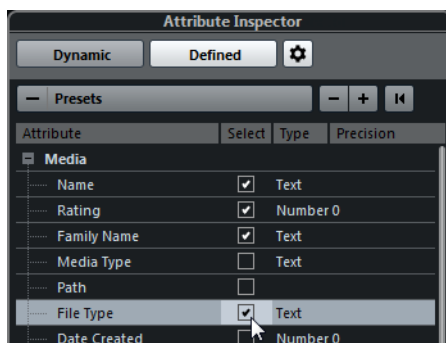 Attribute Inspector
Dynamic Defined
Presets
Attribute Select Type Precision
Media
Name Text
Rating Number 0
Family Name Text
Media Type Text
Path
File Type Text
Date Created Number 0